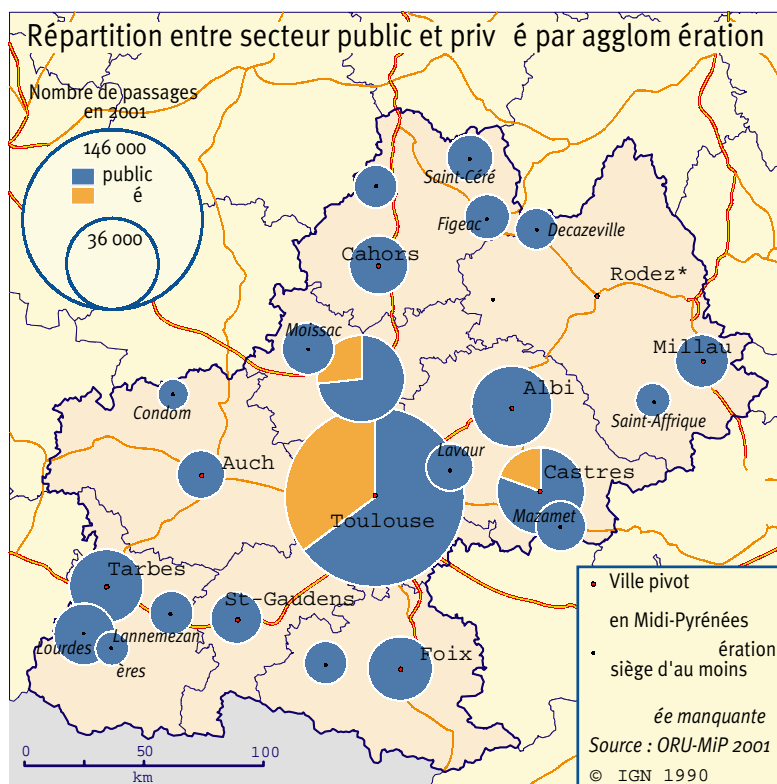 Répartition entre secteur public et priv é par agglom ération
Nombre de passages
en 2001
146 000
public
é
36 000
Saint-Céré
Figeac
Decazeville
Cahors
Rodez*
Moissac
Millau
Albi
Condom
Saint-Affrique
Auch
Lavaur
Castres
Toulouse
Mazamet
Tarbes
St-Gaudens
Lourdes
Lannemezan
ères
Foix
Ville pivot
en Midi-Pyrénées
ération
siège d'au moins
ée manquante
Source : ORU-MiP 2001
© IGN 1990
0 50 100
km